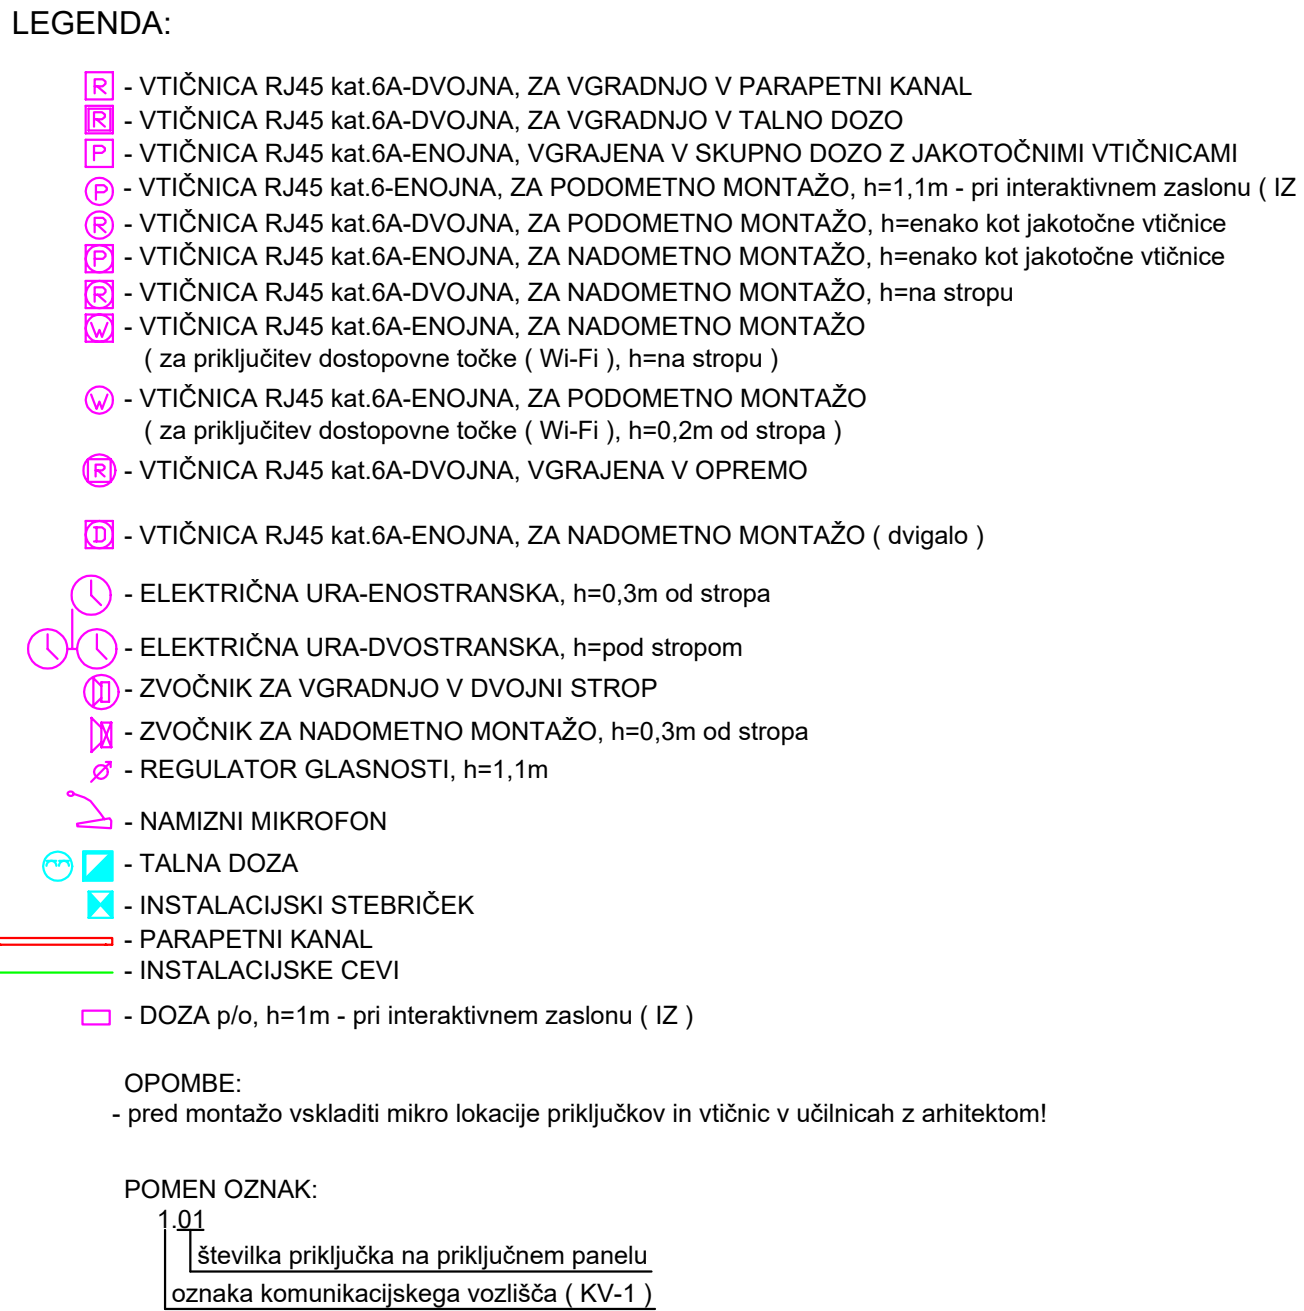 LEGENDA:
R - VTIČNICA RJ45 kat.6A-DVOJNA, ZA VGRADNJO V PARAPETNI KANAL
R - VTIČNICA RJ45 kat.6A-DVOJNA, ZA VGRADNJO V TALNO DOZO
P - VTIČNICA RJ45 kat.6A-ENOJNA, VGRAJENA V SKUPNO DOZO Z JAKOTOČNIMI VTIČNICAMI
P - VTIČNICA RJ45 kat.6-ENOJNA, ZA PODOMETNO MONTAŽO, h=1,1m - pri interaktivnem zaslonu ( IZ
R - VTIČNICA RJ45 kat.6A-DVOJNA, ZA PODOMETNO MONTAŽO, h=enako kot jakotočne vtičnice
P - VTIČNICA RJ45 kat.6A-ENOJNA, ZA NADOMETNO MONTAŽO, h=enako kot jakotočne vtičnice
R - VTIČNICA RJ45 kat.6A-DVOJNA, ZA NADOMETNO MONTAŽO, h=na stropu
W - VTIČNICA RJ45 kat.6A-ENOJNA, ZA NADOMETNO MONTAŽO
( za priključitev dostopovne točke ( Wi-Fi ), h=na stropu )
W - VTIČNICA RJ45 kat.6A-ENOJNA, ZA PODOMETNO MONTAŽO
( za priključitev dostopovne točke ( Wi-Fi ), h=0,2m od stropa )
R - VTIČNICA RJ45 kat.6A-DVOJNA, VGRAJENA V OPREMO
D - VTIČNICA RJ45 kat.6A-ENOJNA, ZA NADOMETNO MONTAŽO ( dvigalo )
- ELEKTRIČNA URA-ENOSTRANSKA, h=0,3m od stropa
- ELEKTRIČNA URA-DVOSTRANSKA, h=pod stropom
- ZVOČNIK ZA VGRADNJO V DVOJNI STROP
- ZVOČNIK ZA NADOMETNO MONTAŽO, h=0,3m od stropa
- REGULATOR GLASNOSTI, h=1,1m
- NAMIZNI MIKROFON
- TALNA DOZA
- INSTALACIJSKI STEBRIČEK
- PARAPETNI KANAL
- INSTALACIJSKE CEVI
- DOZA p/o, h=1m - pri interaktivnem zaslonu ( IZ )
OPOMBE:
- pred montažo vskladiti mikro lokacije priključkov in vtičnic v učilnicah z arhitektom!
POMEN OZNAK:
1.01
številka priključka na priključnem panelu
oznaka komunikacijskega vozlišča ( KV-1 )